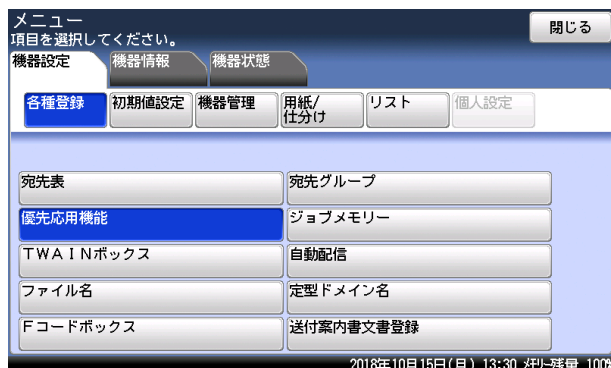 メニュー
項目を選択してください。
閉じる
機器設定 機器情報 機器状態
各種登録 初期値設定 機器管理 用紙/
仕分け リスト 個人設定
宛先表 宛先グループ
優先応用機能 ジョブメモリー
ＴＷＡＩＮボックス 自動配信
ファイル名 定型ドメイン名
Ｆコードボックス 送付案内書文書登録
2018年10月15日(月) 13:30 ﾒﾓﾘｰ残量 100%